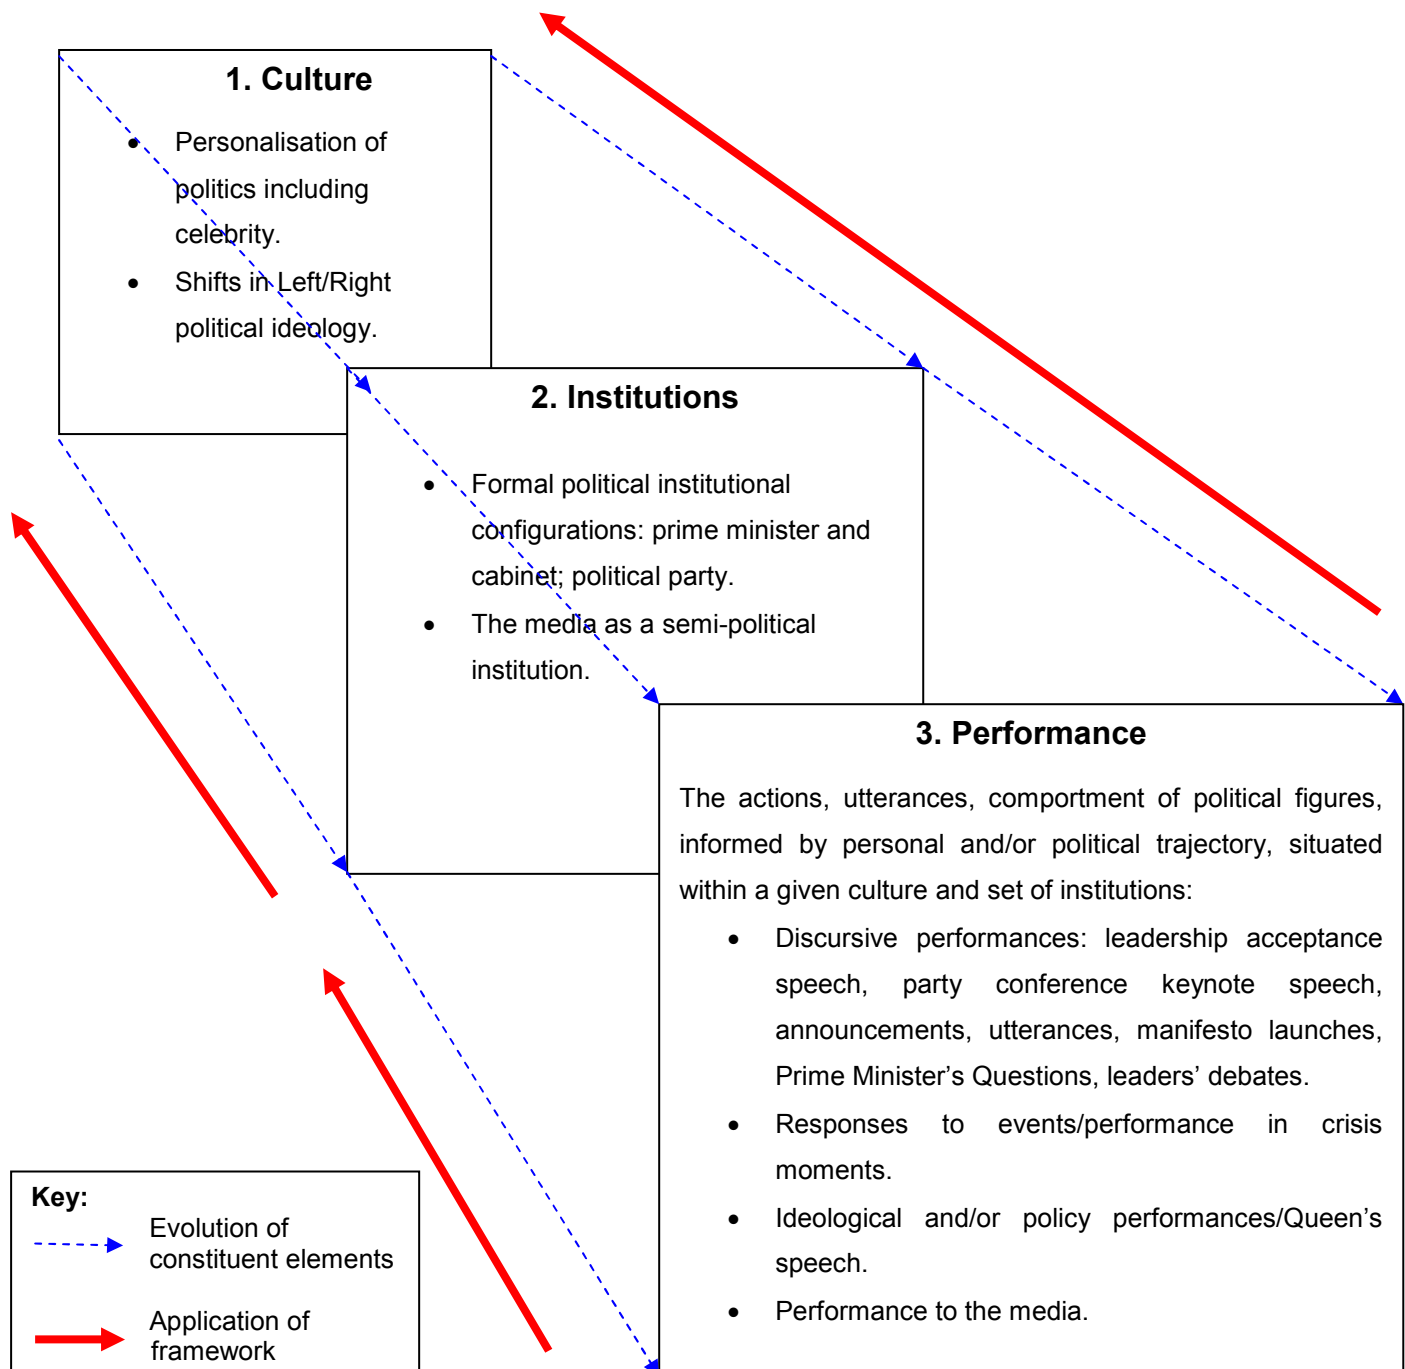 1. Culture
• Personalisation of
politics including
celebrity.
• Shifts in Left/Right
political ideology.
2. Institutions
• Formal political institutional
configurations: prime minister and
cabinet; political party.
• The media as a semi-political
institution.
3. Performance
The actions, utterances, comportment of political figures,
informed by personal and/or political trajectory, situated
within a given culture and set of institutions:
• Discursive performances: leadership acceptance
speech, party conference keynote speech,
announcements, utterances, manifesto launches,
Prime Minister’s Questions, leaders’ debates.
• Responses to events/performance in crisis
moments.
• Ideological and/or policy performances/Queen’s
speech.
• Performance to the media.
Key:
Evolution of
constituent elements
Application of
framework